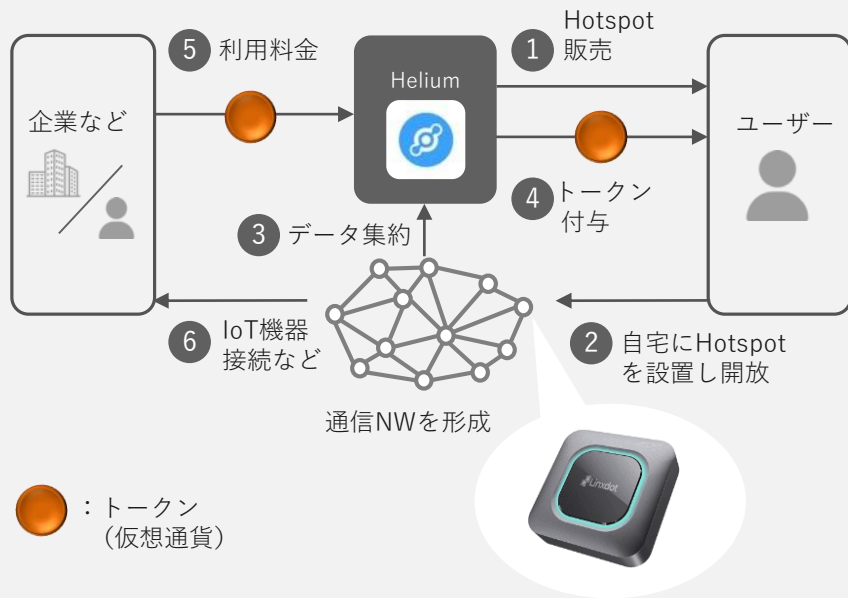 5 利用料金
Helium
1 Hotspot
販売
企業など
ユーザー
4 トークン
付与
3 データ集約
6 IoT機器
接続など
2 自宅にHotspot
を設置し開放
通信NWを形成
Linxdot
：トークン
（仮想通貨）